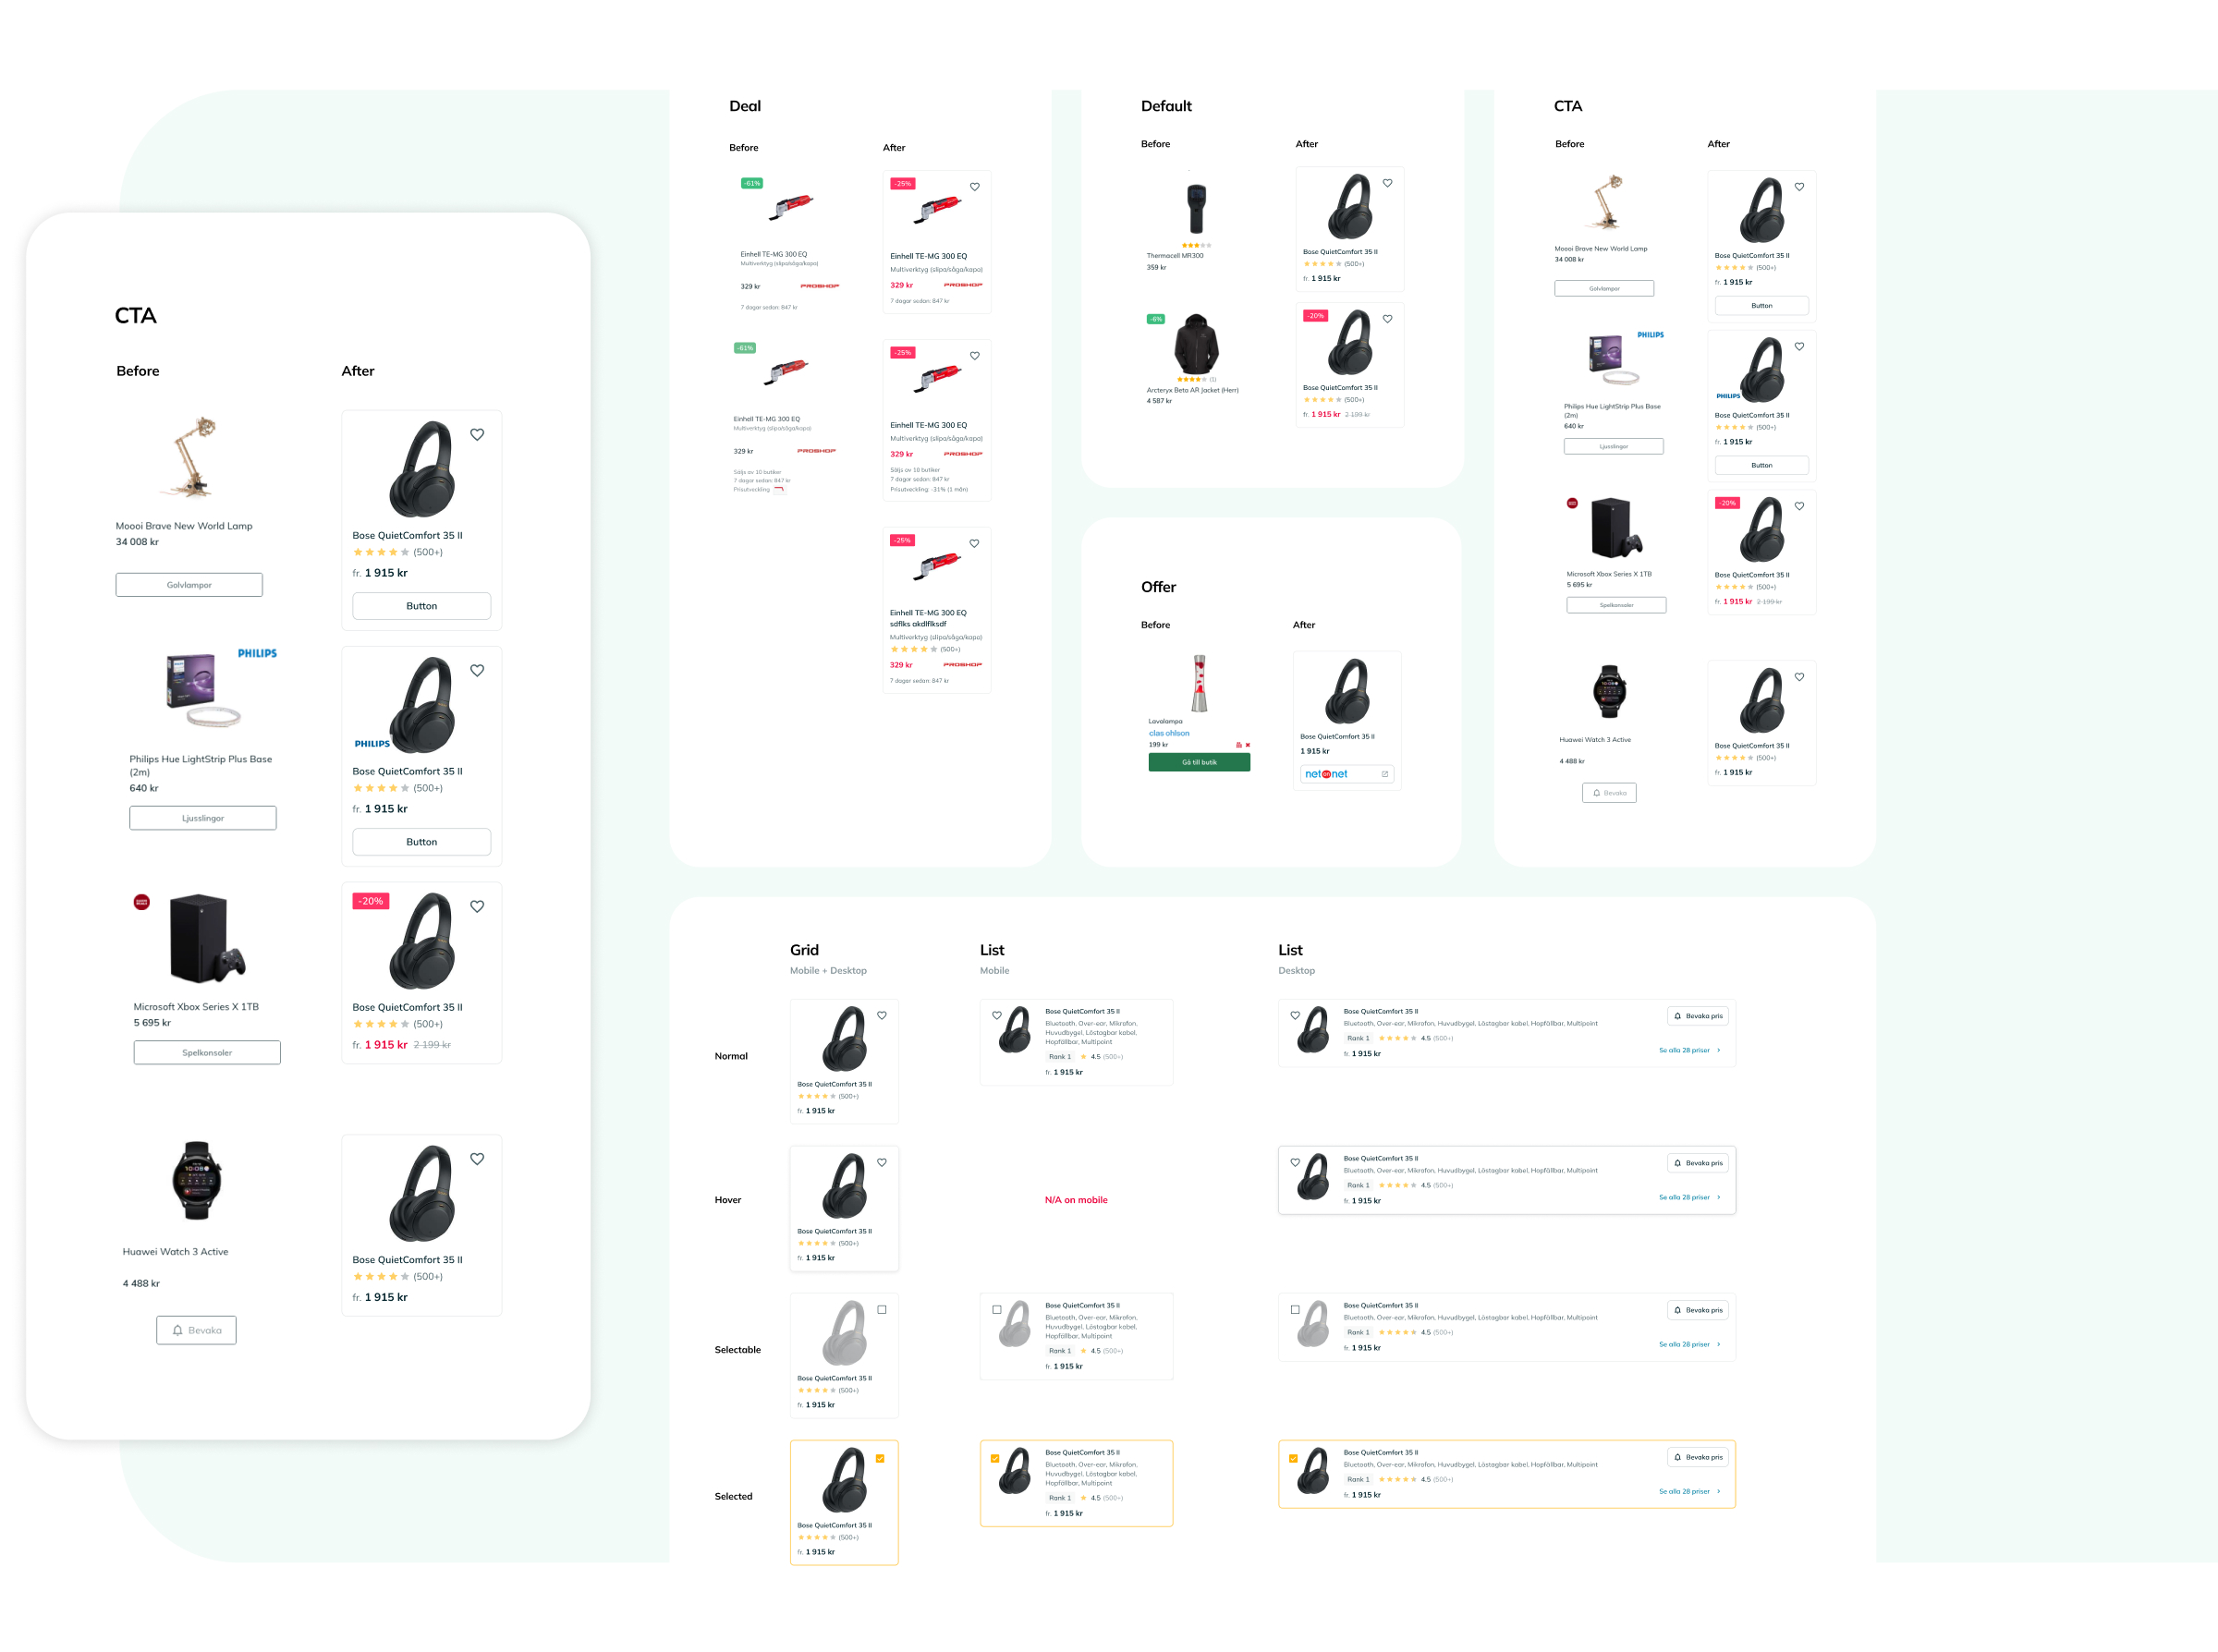 CTA
Before
After
Moooi Brave New World Lamp
34 008 kr
Golvlampor
Bose QuietComfort 35 II
(500+)
fr. 1 915 kr
Button
PHILIPS
Philips Hue LightStrip Plus Base
(2m)
640 kr
Ljusslingor
PHILIPS
Bose QuietComfort 35 II
(500+)
fr. 1 915 kr
Button
Microsoft Xbox Series X 1TB
5 695 kr
Spelkonsoler
-20%
Bose QuietComfort 35 II
(500+)
fr. 1 915 kr 2 199 kr
Huawei Watch 3 Active
4 488 kr
Bevaka
Bose QuietComfort 35 II
(500+)
fr. 1 915 kr
Deal
Before
After
-61%
Einhell TE-MG 300 EQ
Multiverktyg (slipa/såga/kapa)
329 kr
PROSHOP
7 dagar sedan: 847 kr
-25%
Einhell TE-MG 300 EQ
Multiverktyg (slipa/såga/kapa)
329 kr
PROSHOP
7 dagar sedan: 847 kr
-61%
Einhell TE-MG 300 EQ
Multiverktyg (slipa/såga/kapa)
329 kr
PROSHOP
Säljs av 10 butiker
7 dagar sedan: 847 kr
Prisutveckling:
-25%
Einhell TE-MG 300 EQ
Multiverktyg (slipa/såga/kapa)
329 kr
PROSHOP
Säljs av 10 butiker
7 dagar sedan: 847 kr
Prisutveckling: -21% (1 mån)
-25%
Einhell TE-MG 300 EQ
sdflks akdlflksdf
Multiverktyg (slipa/såga/kapa)
(500+)
329 kr
PROSHOP
7 dagar sedan: 847 kr
Default
Before
After
Thermacell MR300
359 kr
Bose QuietComfort 35 II
(500+)
fr. 1 915 kr
-6%
(1)
Arcteryx Beta AR Jacket (Herr)
4 587 kr
-20%
Bose QuietComfort 35 II
(500+)
fr. 1 915 kr 2 199 kr
Offer
Before
After
Lavalampa
clas ohlson
199 kr
Gå till butik
Bose QuietComfort 35 II
1 915 kr
netonnet
CTA
Before
After
Moooi Brave New World Lamp
34 008 kr
Golvlampor
Bose QuietComfort 35 II
(500+)
fr. 1 915 kr
Button
PHILIPS
Philips Hue LightStrip Plus Base
(2m)
640 kr
Ljusslingor
PHILIPS
Bose QuietComfort 35 II
(500+)
fr. 1 915 kr
Button
Microsoft Xbox Series X 1TB
5 695 kr
Spelkonsoler
-20%
Bose QuietComfort 35 II
(500+)
fr. 1 915 kr 2 199 kr
Huawei Watch 3 Active
4 488 kr
Bevaka
Bose QuietComfort 35 II
(500+)
fr. 1 915 kr
Grid
Mobile + Desktop
List
Mobile
List
Desktop
Normal
Bose QuietComfort 35 II
(500+)
fr. 1 915 kr
Bose QuietComfort 35 II
Bluetooth, Over-ear, Mikrofon,
Huvudbygel, Löstagbar kabel,
Hopfällbar, Multipoint
Rank 1 4.5 (500+)
fr. 1 915 kr
Bose QuietComfort 35 II
Bluetooth, Over-ear, Mikrofon, Huvudbygel, Löstagbar kabel, Hopfällbar, Multipoint
Rank 1 4.5 (500+)
fr. 1 915 kr
Bevaka pris
Se alla 28 priser
Hover
Bose QuietComfort 35 II
(500+)
fr. 1 915 kr
N/A on mobile
Bose QuietComfort 35 II
Bluetooth, Over-ear, Mikrofon, Huvudbygel, Löstagbar kabel, Hopfällbar, Multipoint
Rank 1 4.5 (500+)
fr. 1 915 kr
Bevaka pris
Se alla 28 priser
Selectable
Bose QuietComfort 35 II
(500+)
fr. 1 915 kr
Bose QuietComfort 35 II
Bluetooth, Over-ear, Mikrofon,
Huvudbygel, Löstagbar kabel,
Hopfällbar, Multipoint
Rank 1 4.5 (500+)
fr. 1 915 kr
Bose QuietComfort 35 II
Bluetooth, Over-ear, Mikrofon, Huvudbygel, Löstagbar kabel, Hopfällbar, Multipoint
Rank 1 4.5 (500+)
fr. 1 915 kr
Bevaka pris
Se alla 28 priser
Selected
Bose QuietComfort 35 II
(500+)
fr. 1 915 kr
Bose QuietComfort 35 II
Bluetooth, Over-ear, Mikrofon,
Huvudbygel, Löstagbar kabel,
Hopfällbar, Multipoint
Rank 1 4.5 (500+)
fr. 1 915 kr
Bose QuietComfort 35 II
Bluetooth, Over-ear, Mikrofon, Huvudbygel, Löstagbar kabel, Hopfällbar, Multipoint
Rank 1 4.5 (500+)
fr. 1 915 kr
Bevaka pris
Se alla 28 priser